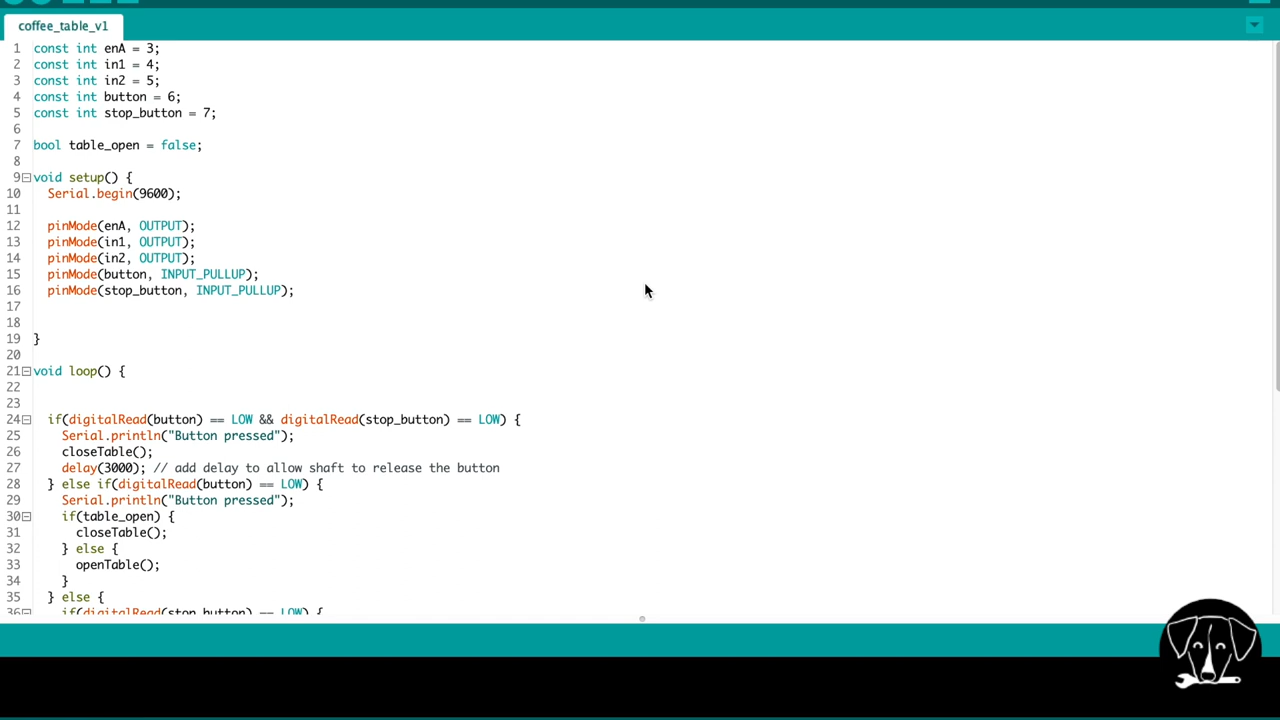 coffee_table_v1
1 const int enA = 3;
2 const int in1 = 4;
3 const int in2 = 5;
4 const int button = 6;
5 const int stop_button = 7;
6
7 bool table_open = false;
8
9 void setup() {
10 Serial.begin(9600);
11
12 pinMode(enA, OUTPUT);
13 pinMode(in1, OUTPUT);
14 pinMode(in2, OUTPUT);
15 pinMode(button, INPUT_PULLUP);
16 pinMode(stop_button, INPUT_PULLUP);
17
18
19 }
20
21 void loop() {
22
23
24 if(digitalRead(button) == LOW && digitalRead(stop_button) == LOW) {
25 Serial.println("Button pressed");
26 closeTable();
27 delay(3000); // add delay to allow shaft to release the button
28 } else if(digitalRead(button) == LOW) {
29 Serial.println("Button pressed");
30 if(table_open) {
31 closeTable();
32 } else {
33 openTable();
34 }
35 } else {
36 if(digitalRead(stop_button) == LOW) {